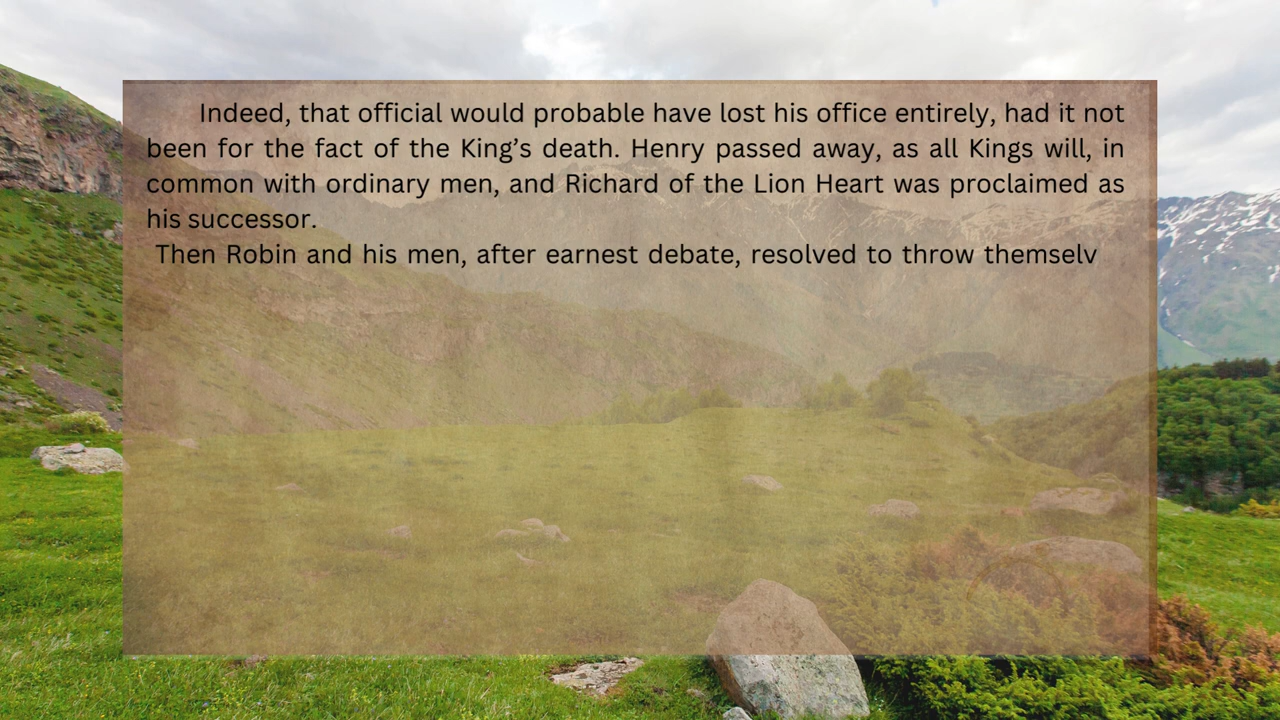 Indeed, that official would probable have lost his office entirely, had it not
been for the fact of the King’s death. Henry passed away, as all Kings will, in
common with ordinary men, and Richard of the Lion Heart was proclaimed as
his successor.
Then Robin and his men, after earnest debate, resolved to throw themselv